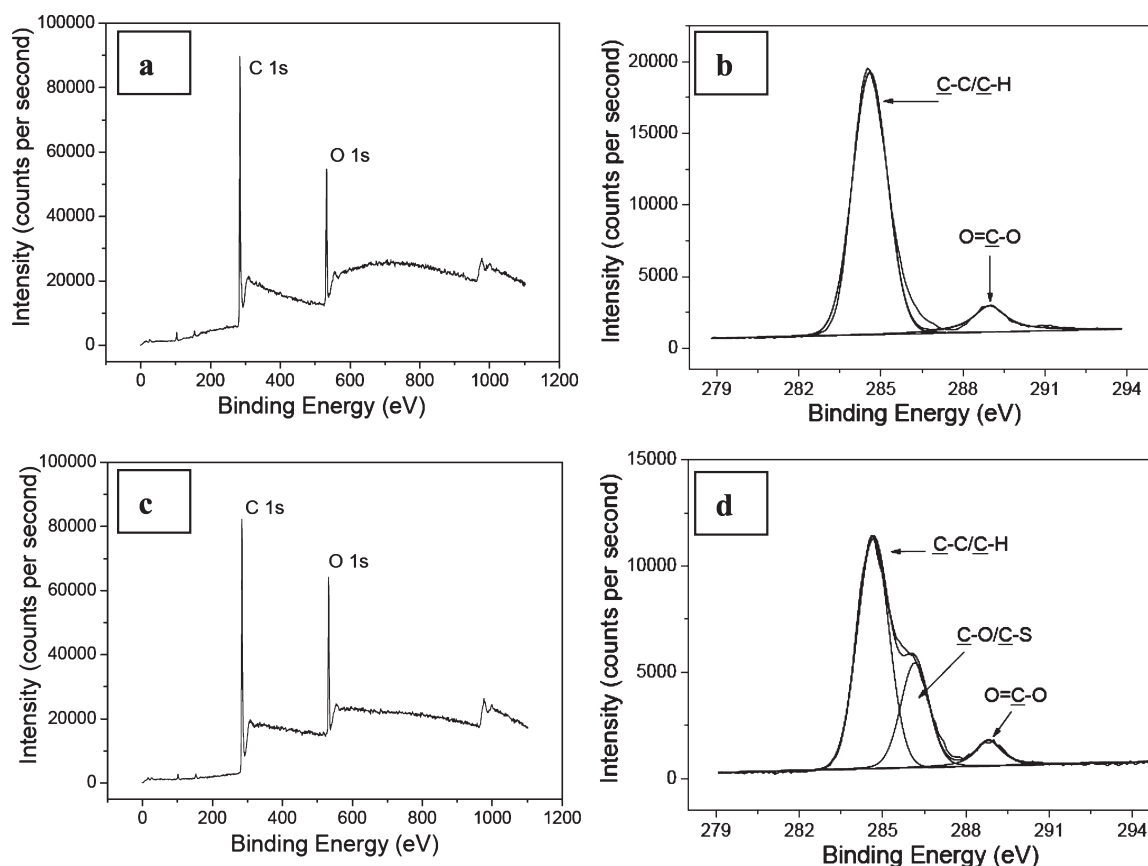 a
C 1s
O 1s
Intensity (counts per second)
100000
80000
60000
40000
20000
0
0 200 400 600 800 1000 1200
Binding Energy (eV)
b
C-C/C-H
O=C-O
Intensity (counts per second)
20000
15000
10000
5000
0
279 282 285 288 291 294
Binding Energy (eV)
c
C 1s
O 1s
Intensity (counts per second)
100000
80000
60000
40000
20000
0
0 200 400 600 800 1000 1200
Binding Energy (eV)
d
C-C/C-H
C-O/C-S
O=C-O
Intensity (counts per second)
15000
10000
5000
0
279 282 285 288 291 294
Binding Energy (eV)